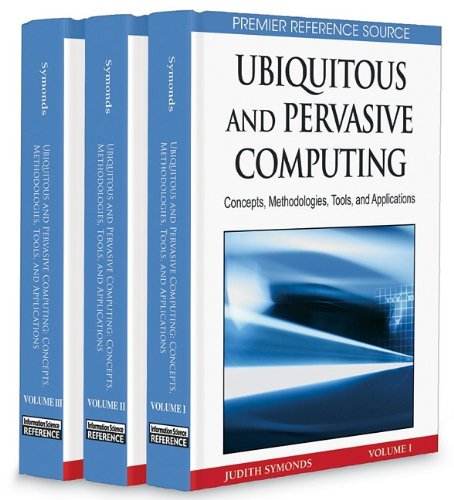 PREMIER REFERENCE SOURCE
UBIQUITOUS
AND PERVASIVE
COMPUTING
Concepts, Methodologies, Tools, and Applications
JUDITH SYMONDS
VOLUME I
Symonds
UBIQUITOUS AND PERVASIVE COMPUTING: CONCEPTS,
METHODOLOGIES, TOOLS, AND APPLICATIONS
VOLUME III
Information Science
REFERENCE
Symonds
UBIQUITOUS AND PERVASIVE COMPUTING: CONCEPTS,
METHODOLOGIES, TOOLS, AND APPLICATIONS
VOLUME II
Information Science
REFERENCE
Symonds
UBIQUITOUS AND PERVASIVE COMPUTING: CONCEPTS,
METHODOLOGIES, TOOLS, AND APPLICATIONS
VOLUME I
Information Science
REFERENCE